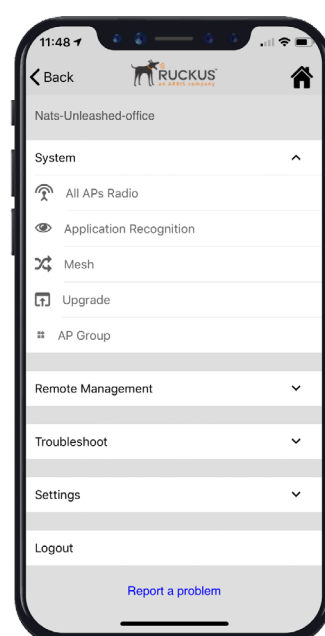 11:48
Back
RUCKUS
an ARRIS company
Nats-Unleashed-office
System
All APs Radio
Application Recognition
Mesh
Upgrade
AP Group
Remote Management
Troubleshoot
Settings
Logout
Report a problem